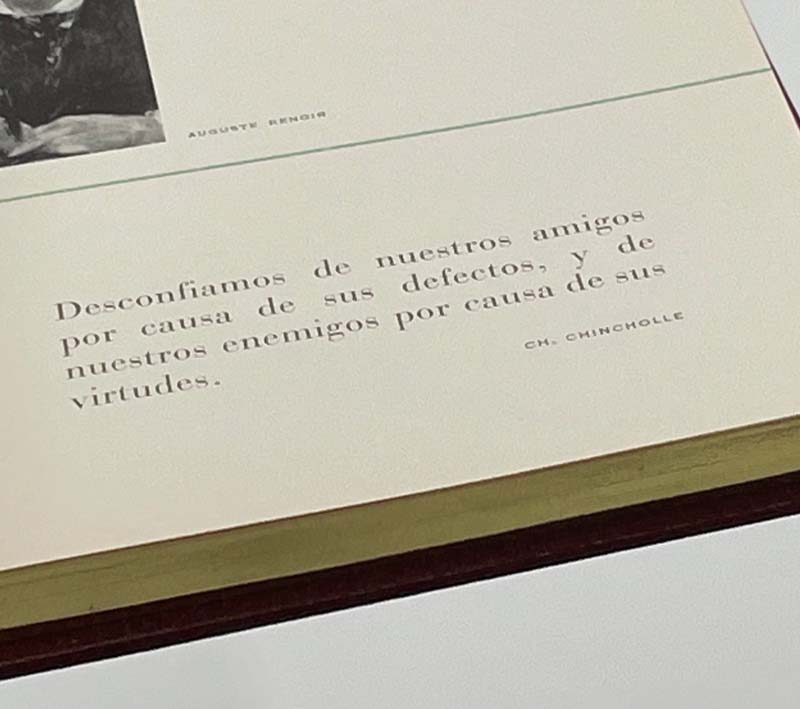 AUGUSTE RENOIR
Desconfiamos de nuestros amigos
por causa de sus defectos, y de
nuestros enemigos por causa de sus
virtudes.
CH. CHINCHOLLE